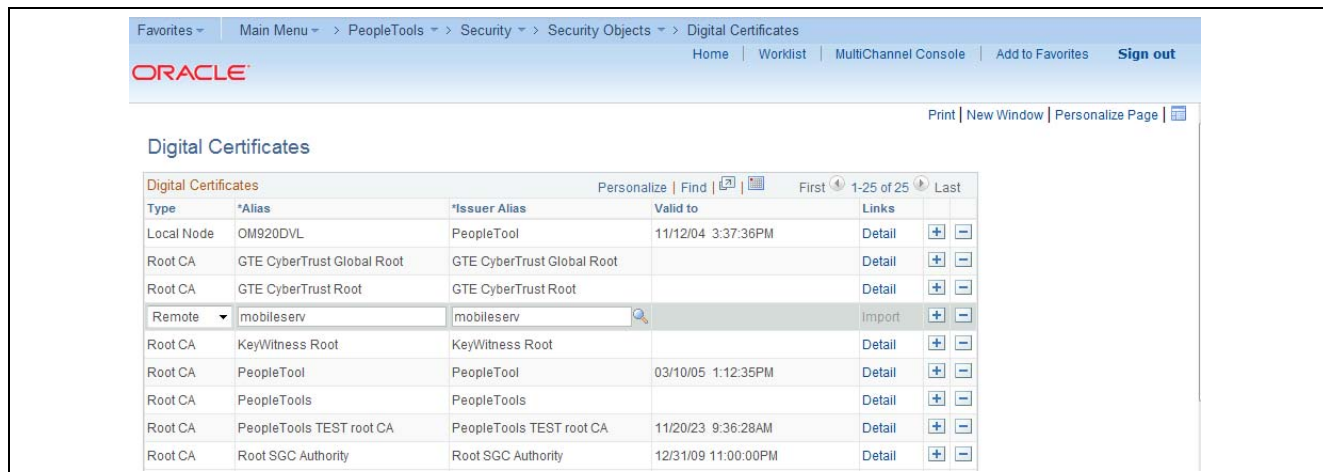 Favorites Main Menu > PeopleTools > Security > Security Objects > Digital Certificates
Home | Worklist | MultiChannel Console | Add to Favorites Sign out
ORACLE
Print | New Window | Personalize Page |
Digital Certificates
Digital Certificates Personalize | Find | | First 1-25 of 25 Last
Type *Alias *Issuer Alias Valid to Links
Local Node OM920DVL PeopleTool 11/12/04 3:37:36PM Detail + −
Root CA GTE CyberTrust Global Root GTE CyberTrust Global Root Detail + −
Root CA GTE CyberTrust Root GTE CyberTrust Root Detail + −
Remote mobileserv mobileserv Import + −
Root CA KeyWitness Root KeyWitness Root Detail + −
Root CA PeopleTool PeopleTool 03/10/05 1:12:35PM Detail + −
Root CA PeopleTools PeopleTools Detail + −
Root CA PeopleTools TEST root CA PeopleTools TEST root CA 11/20/23 9:36:28AM Detail + −
Root CA Root SGC Authority Root SGC Authority 12/31/09 11:00:00PM Detail + −